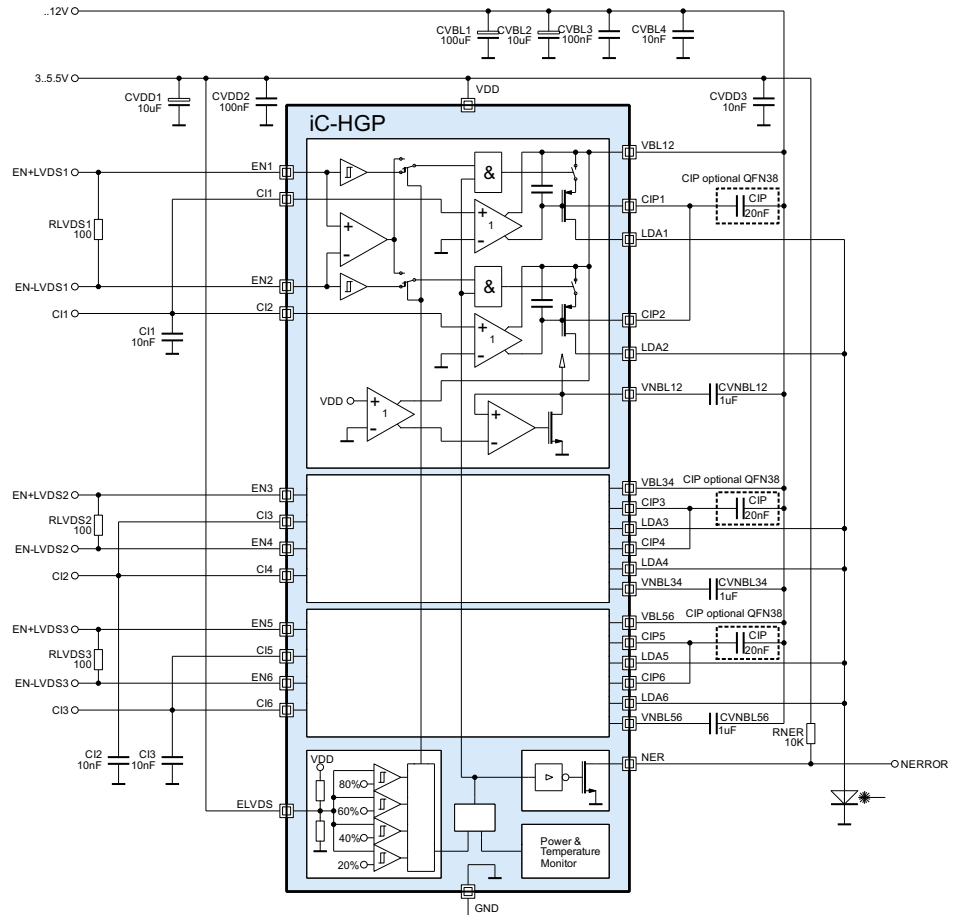 ..12V
CVBL1
100uF
CVBL2
10uF
CVBL3
100nF
CVBL4
10nF
3..5.5V
CVDD1
10uF
CVDD2
100nF
VDD
CVDD3
10nF
iC-HGP
VBL12
EN+LVDS1
EN1
CI1
RLVDS1
100
EN-LVDS1
EN2
CI1
CI2
CI1
10nF
&
+
-
1
+
-
&
+
-
1
VDD
+
-
1
+
-
CIP optional QFN38
CIP1
CIP
20nF
LDA1
CIP2
LDA2
VNBL12
CVNBL12
1uF
EN+LVDS2
EN3
RLVDS2
100
CI3
EN-LVDS2
EN4
CI2
CI4
VBL34
CIP optional QFN38
CIP3
CIP
20nF
LDA3
CIP4
LDA4
VNBL34
CVNBL34
1uF
EN+LVDS3
EN5
RLVDS3
100
CI5
EN-LVDS3
EN6
CI3
CI6
VBL56
CIP optional QFN38
CIP5
CIP
20nF
LDA5
CIP6
LDA6
VNBL56
CVNBL56
1uF
RNER
10K
CI2
10nF
CI3
10nF
NER
NERROR
VDD
80%
60%
40%
20%
ELVDS
Power &
Temperature
Monitor
GND